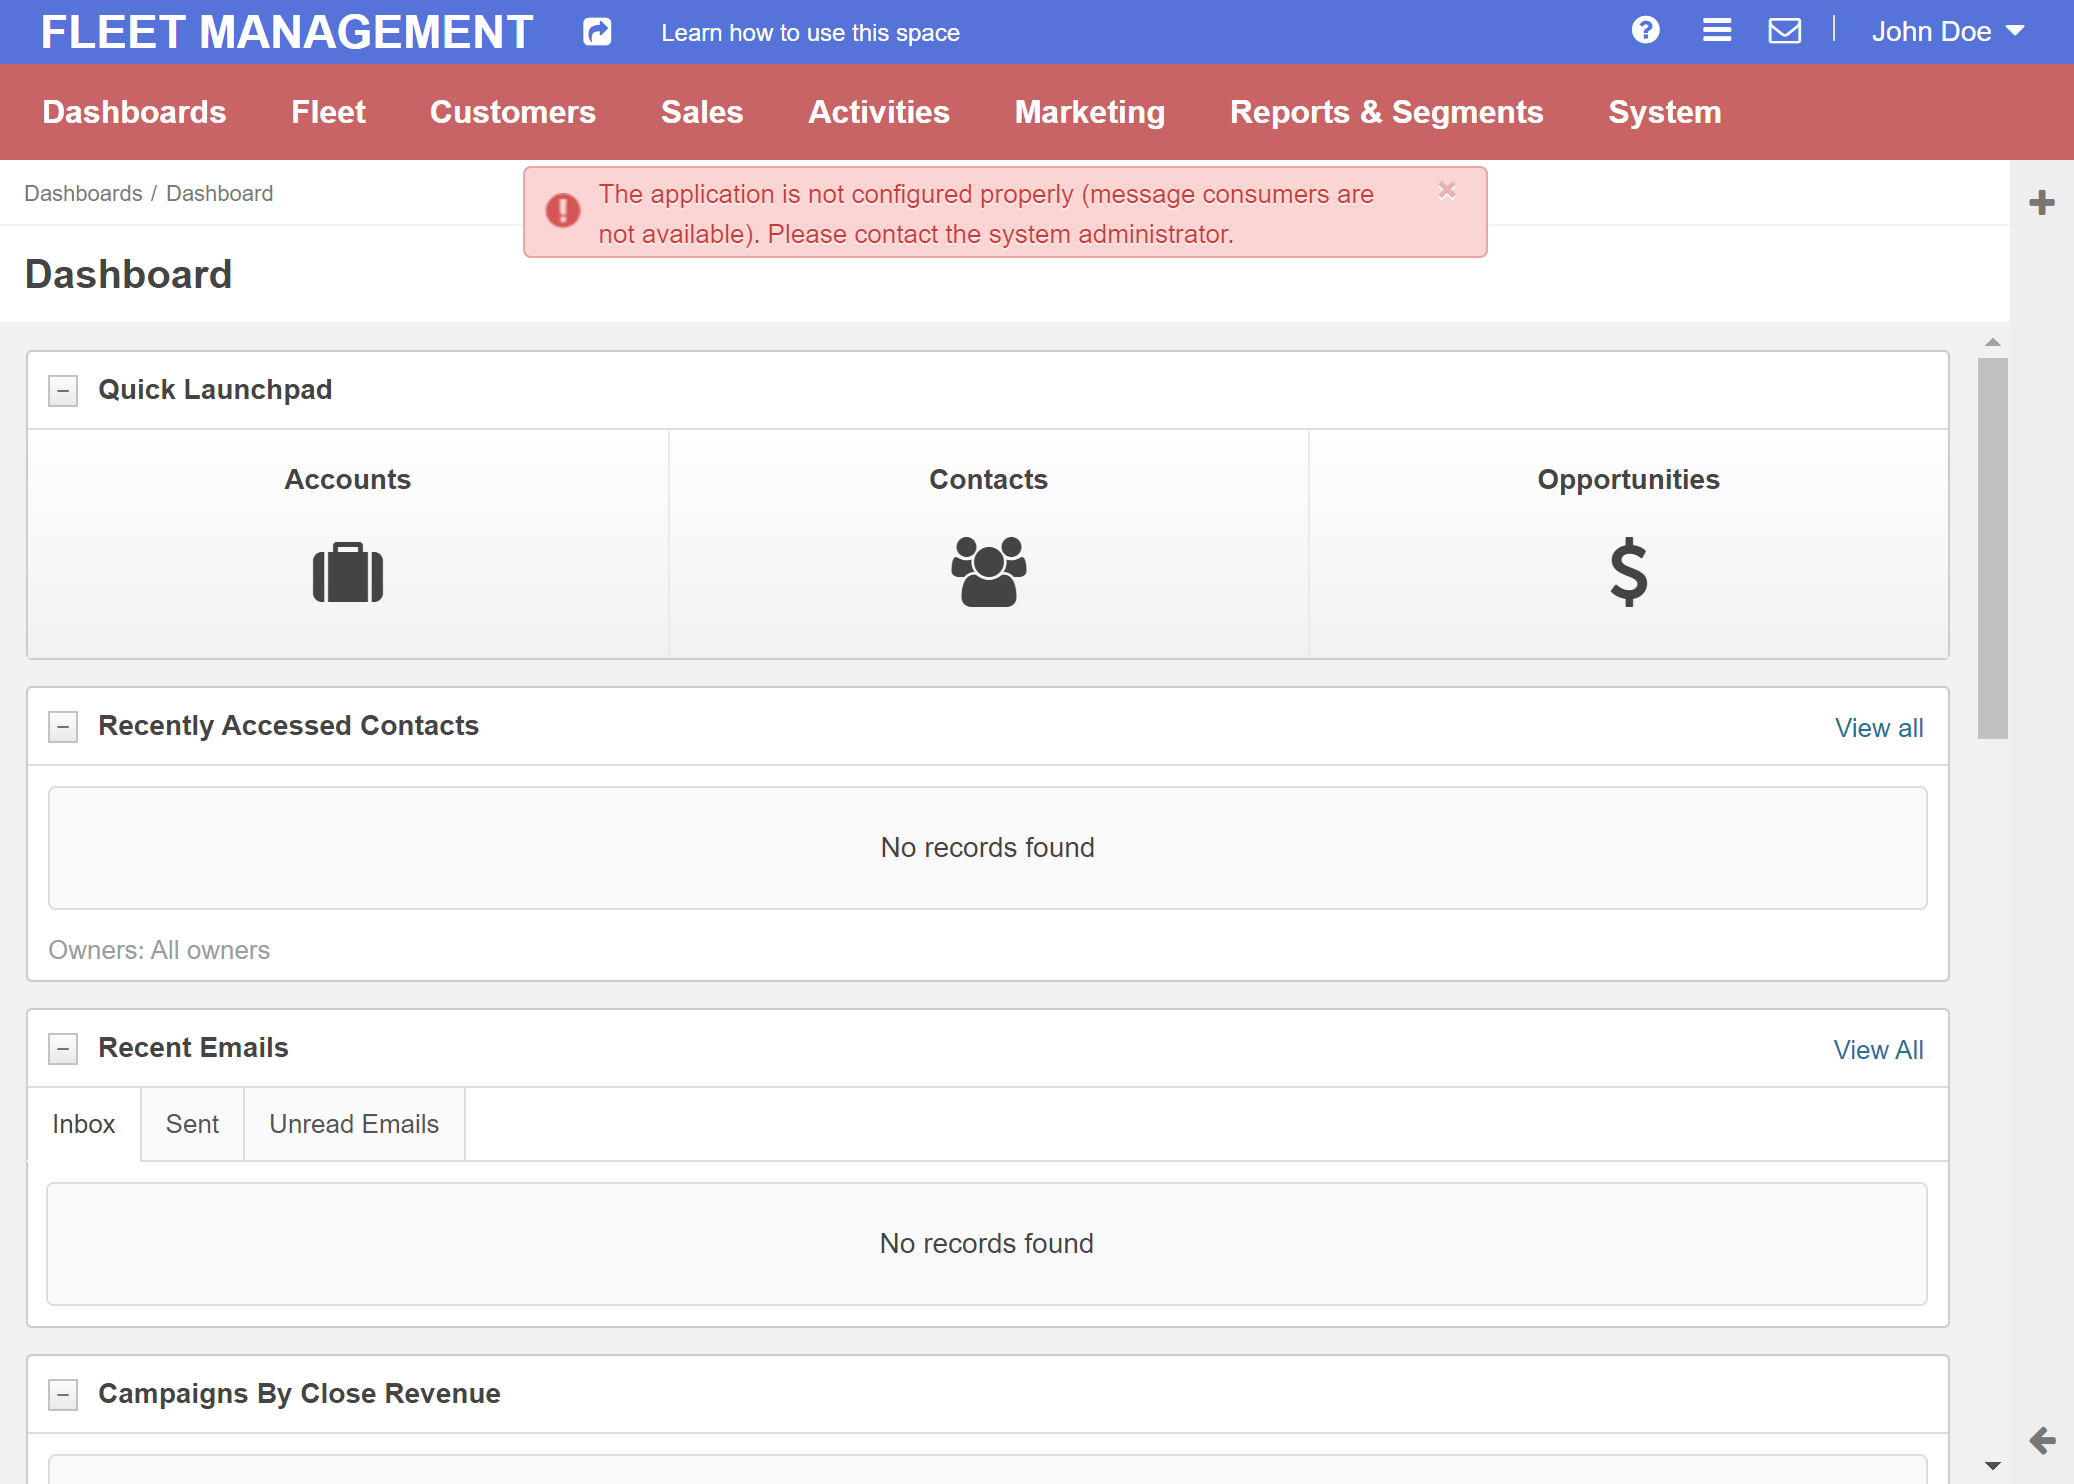 FLEET MANAGEMENT
Learn how to use this space
John Doe
Dashboards Fleet Customers Sales Activities Marketing Reports & Segments System
Dashboards / Dashboard
The application is not configured properly (message consumers are
not available). Please contact the system administrator.
Dashboard
Quick Launchpad
Accounts Contacts Opportunities
Recently Accessed Contacts View all
No records found
Owners: All owners
Recent Emails View All
Inbox Sent Unread Emails
No records found
Campaigns By Close Revenue